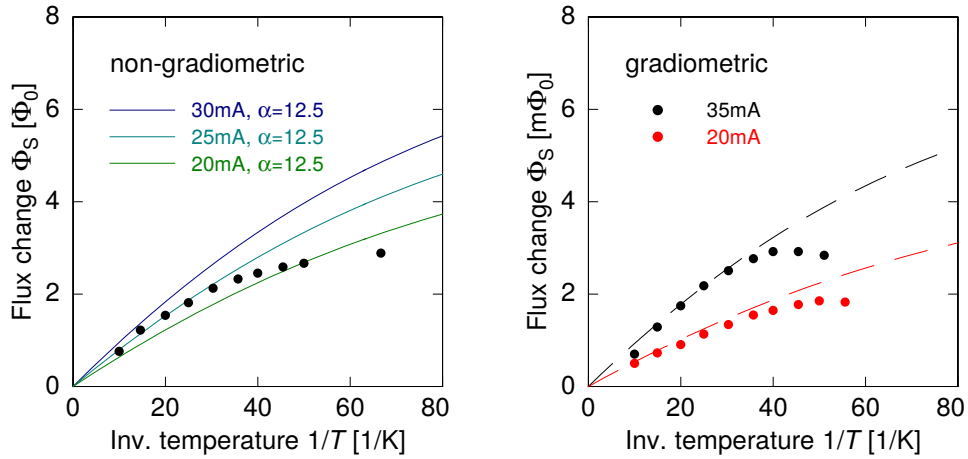 8
6
4
2
0
0
20
40
60
80
Flux change Φ_S [Φ_0]
non-gradiometric
30mA, α=12.5
25mA, α=12.5
20mA, α=12.5
Inv. temperature 1/T [1/K]
8
6
4
2
0
0
20
40
60
80
Flux change Φ_S [mΦ_0]
gradiometric
35mA
20mA
Inv. temperature 1/T [1/K]